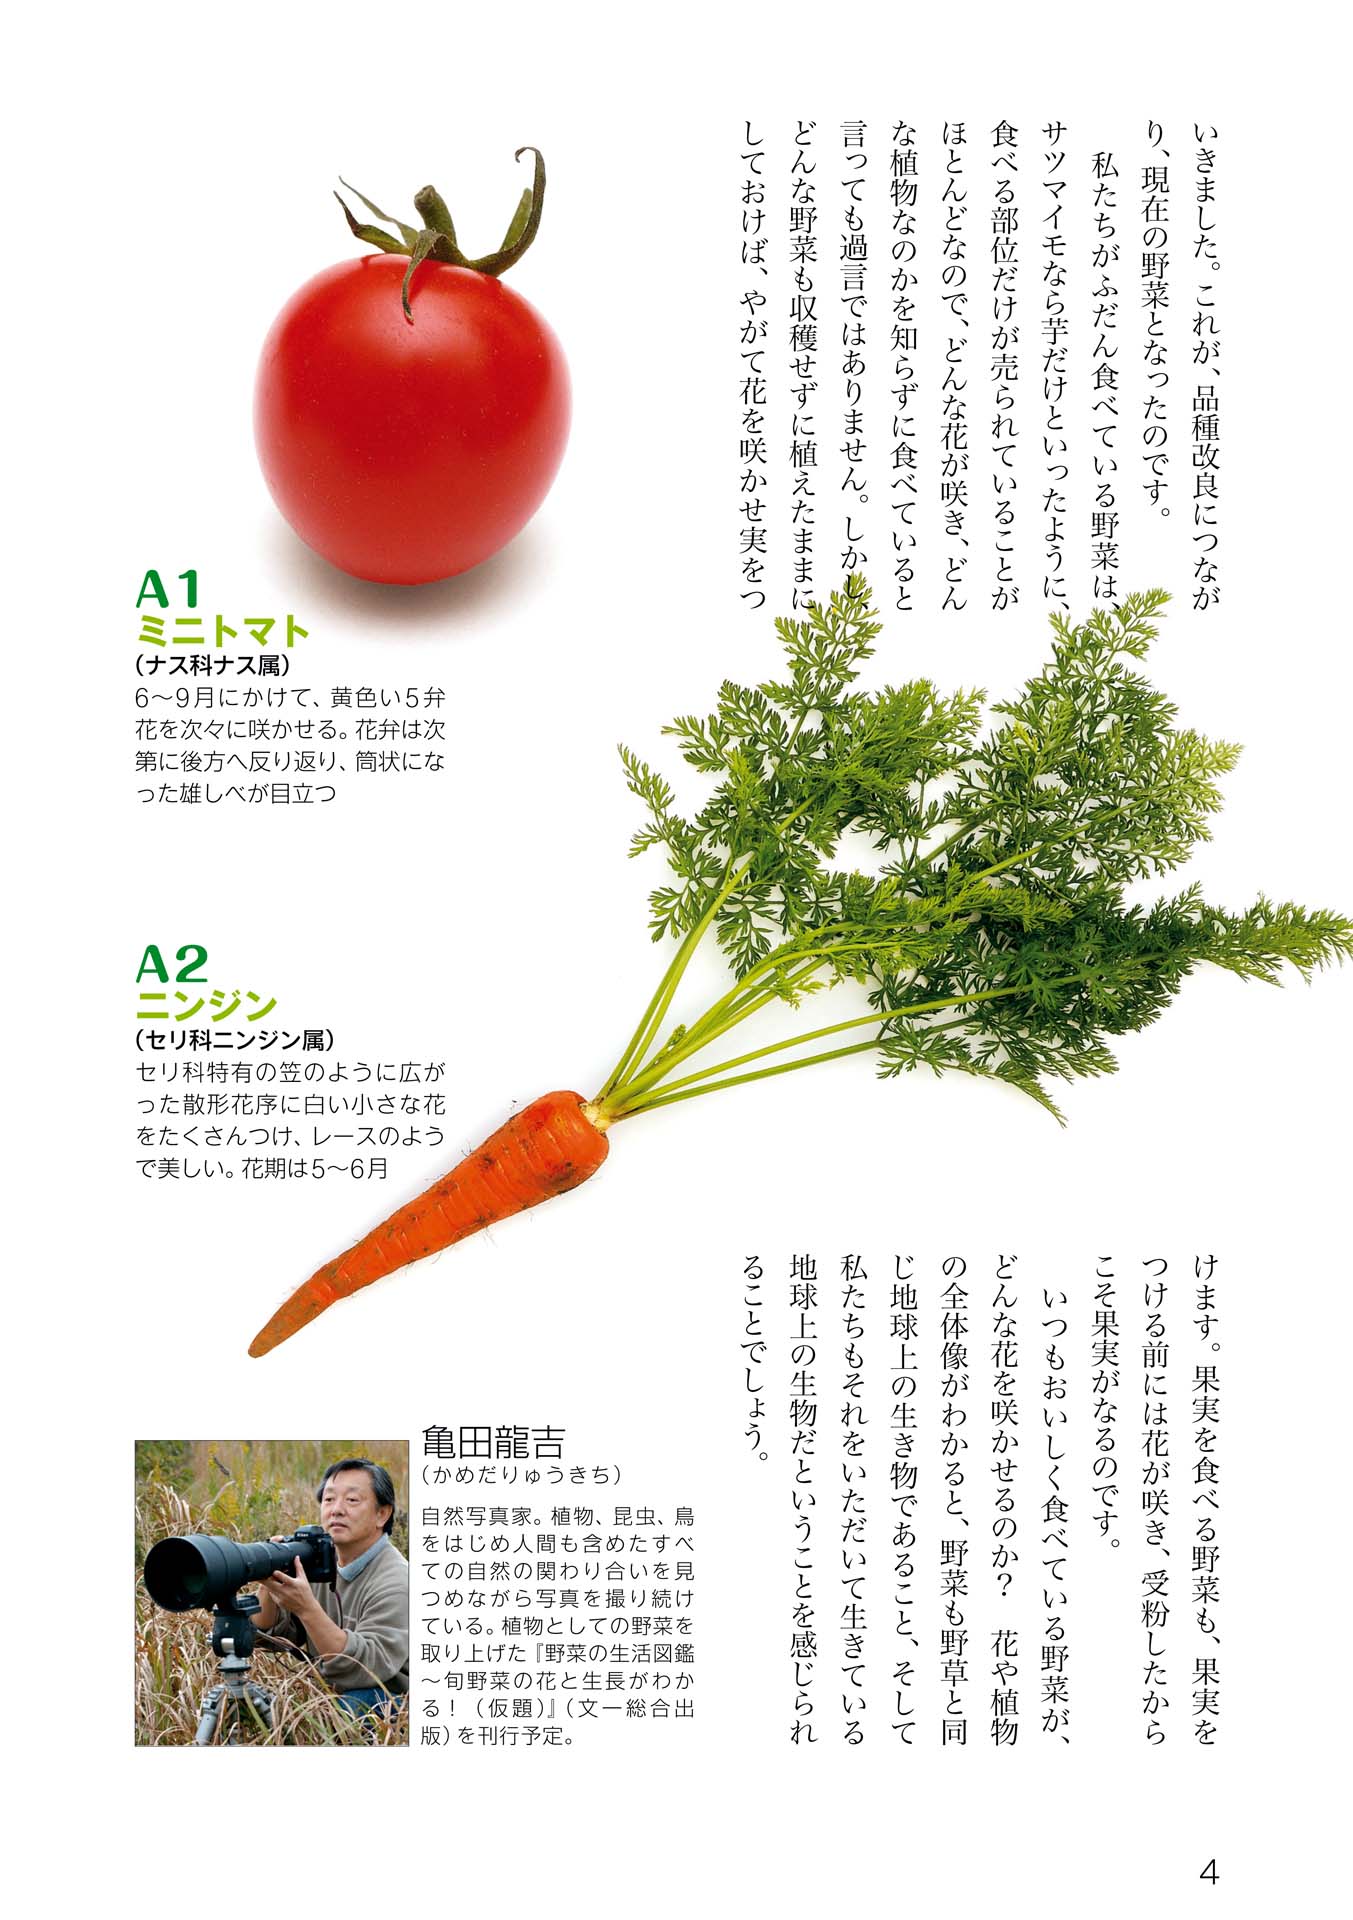 いきました。これが、品種改良につなが
り、現在の野菜となったのです。
私たちがふだん食べている野菜は、
サツマイモなら芋だけといったように、
食べる部位だけが売られていることが
ほとんどなので、どんな花が咲き、どん
な植物なのかを知らずに食べていると
言っても過言ではありません。しかし、
どんな野菜も収穫せずに植えたままに
しておけば、やがて花を咲かせ実をつ
けます。果実を食べる野菜も、果実を
つける前には花が咲き、受粉したから
こそ果実がなるのです。
いつもおいしく食べている野菜が、
どんな花を咲かせるのか？　花や植物
の全体像がわかると、野菜も野草と同
じ地球上の生き物であること、そして
私たちもそれをいただいて生きている
地球上の生物だということを感じられ
ることでしょう。
A1
ミニトマト
（ナス科ナス属）
6〜9月にかけて、黄色い5弁
花を次々に咲かせる。花弁は次
第に後方へ反り返り、筒状にな
った雄しべが目立つ
A2
ニンジン
（セリ科ニンジン属）
セリ科特有の笠のように広が
った散形花序に白い小さな花
をたくさんつけ、レースのよう
で美しい。花期は5〜6月
亀田龍吉
（かめだりゅうきち）
自然写真家。植物、昆虫、鳥
をはじめ人間も含めたすべ
ての自然の関わり合いを見
つめながら写真を撮り続け
ている。植物としての野菜を
取り上げた『野菜の生活図鑑
〜旬野菜の花と生長がわか
る！（仮題）』（文一総合出
版）を刊行予定。
4